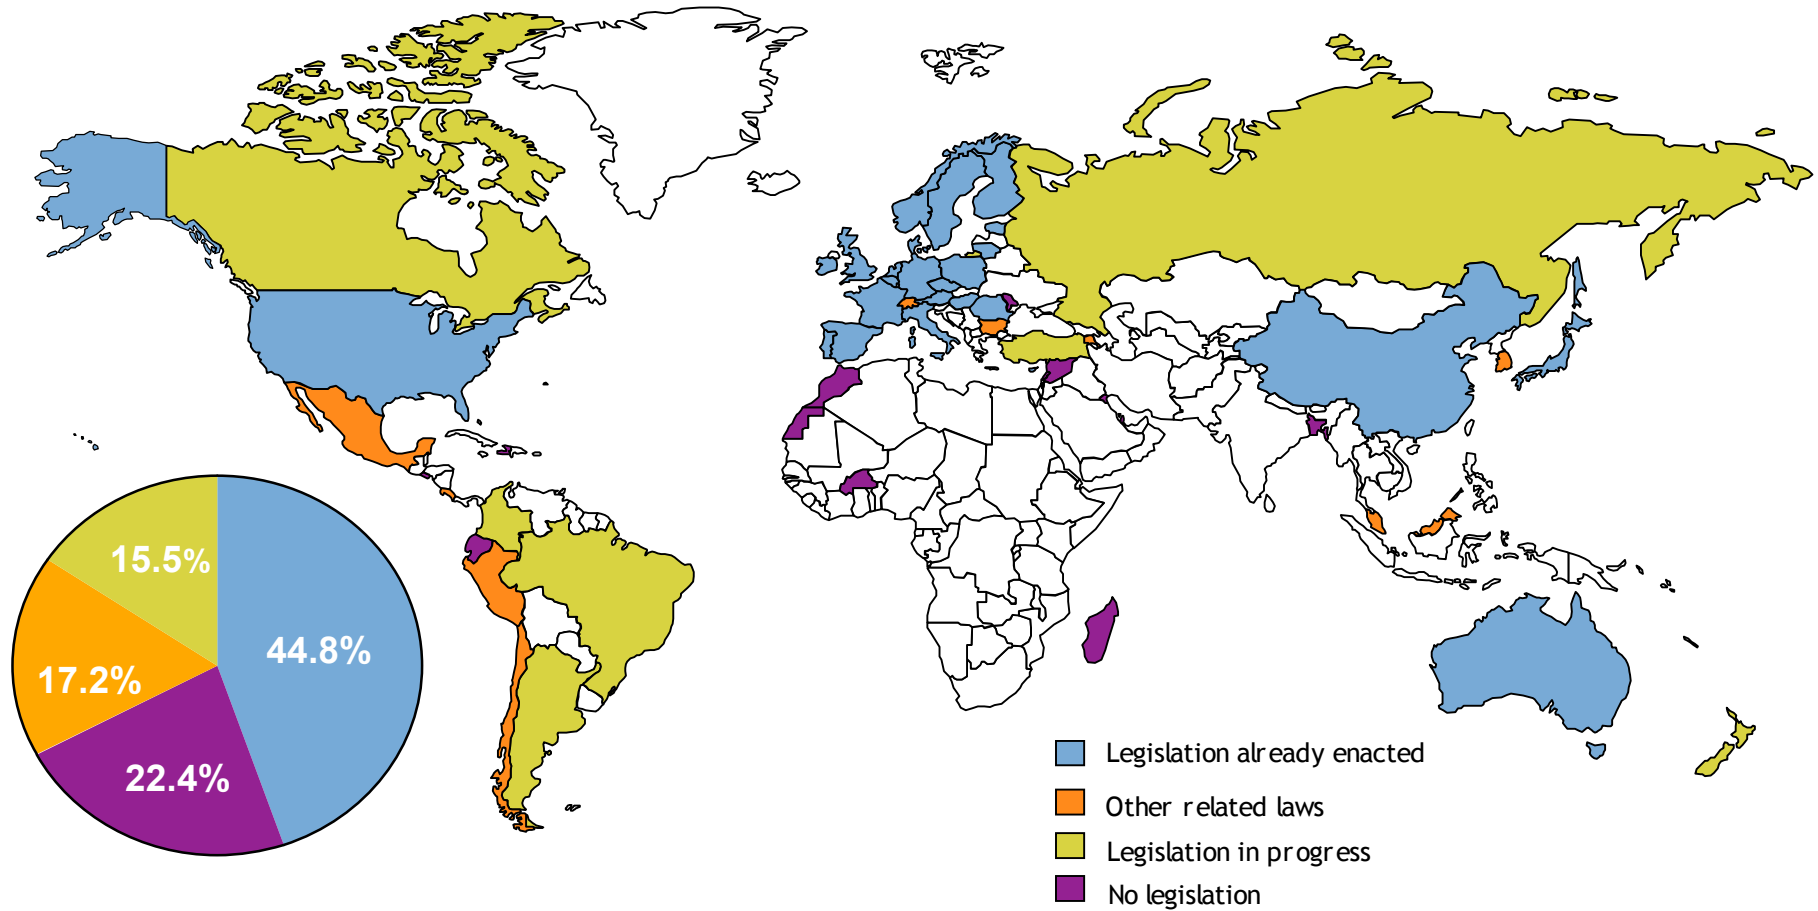 15.5%
44.8%
17.2%
22.4%
Legislation already enacted
Other related laws
Legislation in progress
No legislation